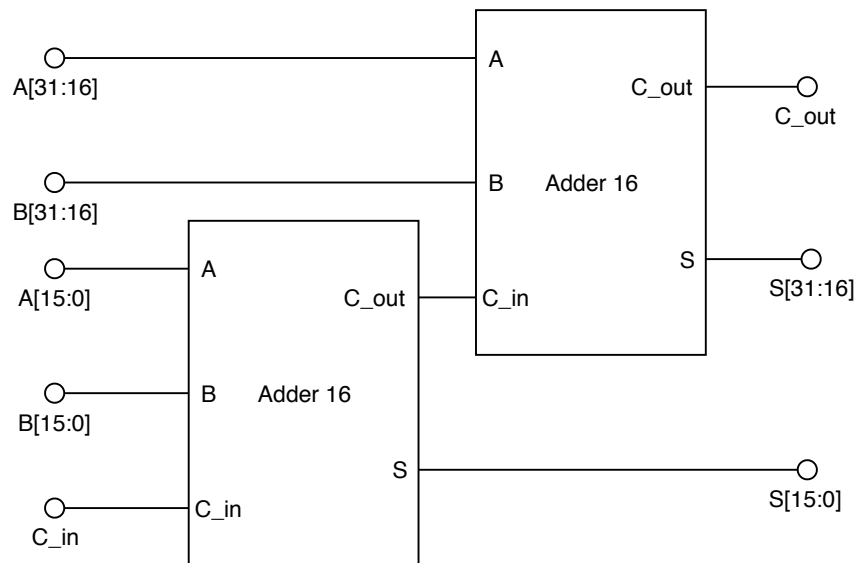 A[31:16]
A
C_out
C_out
B[31:16]
B
Adder 16
A[15:0]
A
S
S[31:16]
C_out
C_in
B[15:0]
B
Adder 16
S
S[15:0]
C_in
C_in